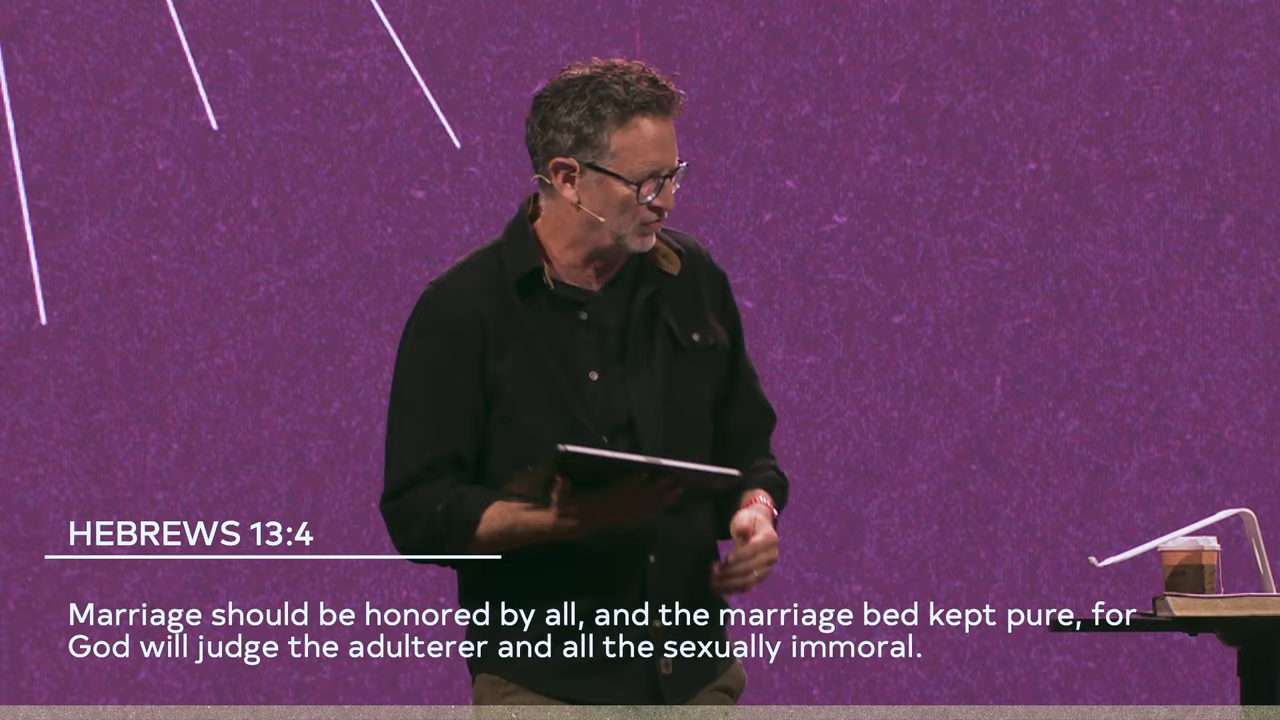 HEBREWS 13:4
Marriage should be honored by all, and the marriage bed kept pure, for
God will judge the adulterer and all the sexually immoral.